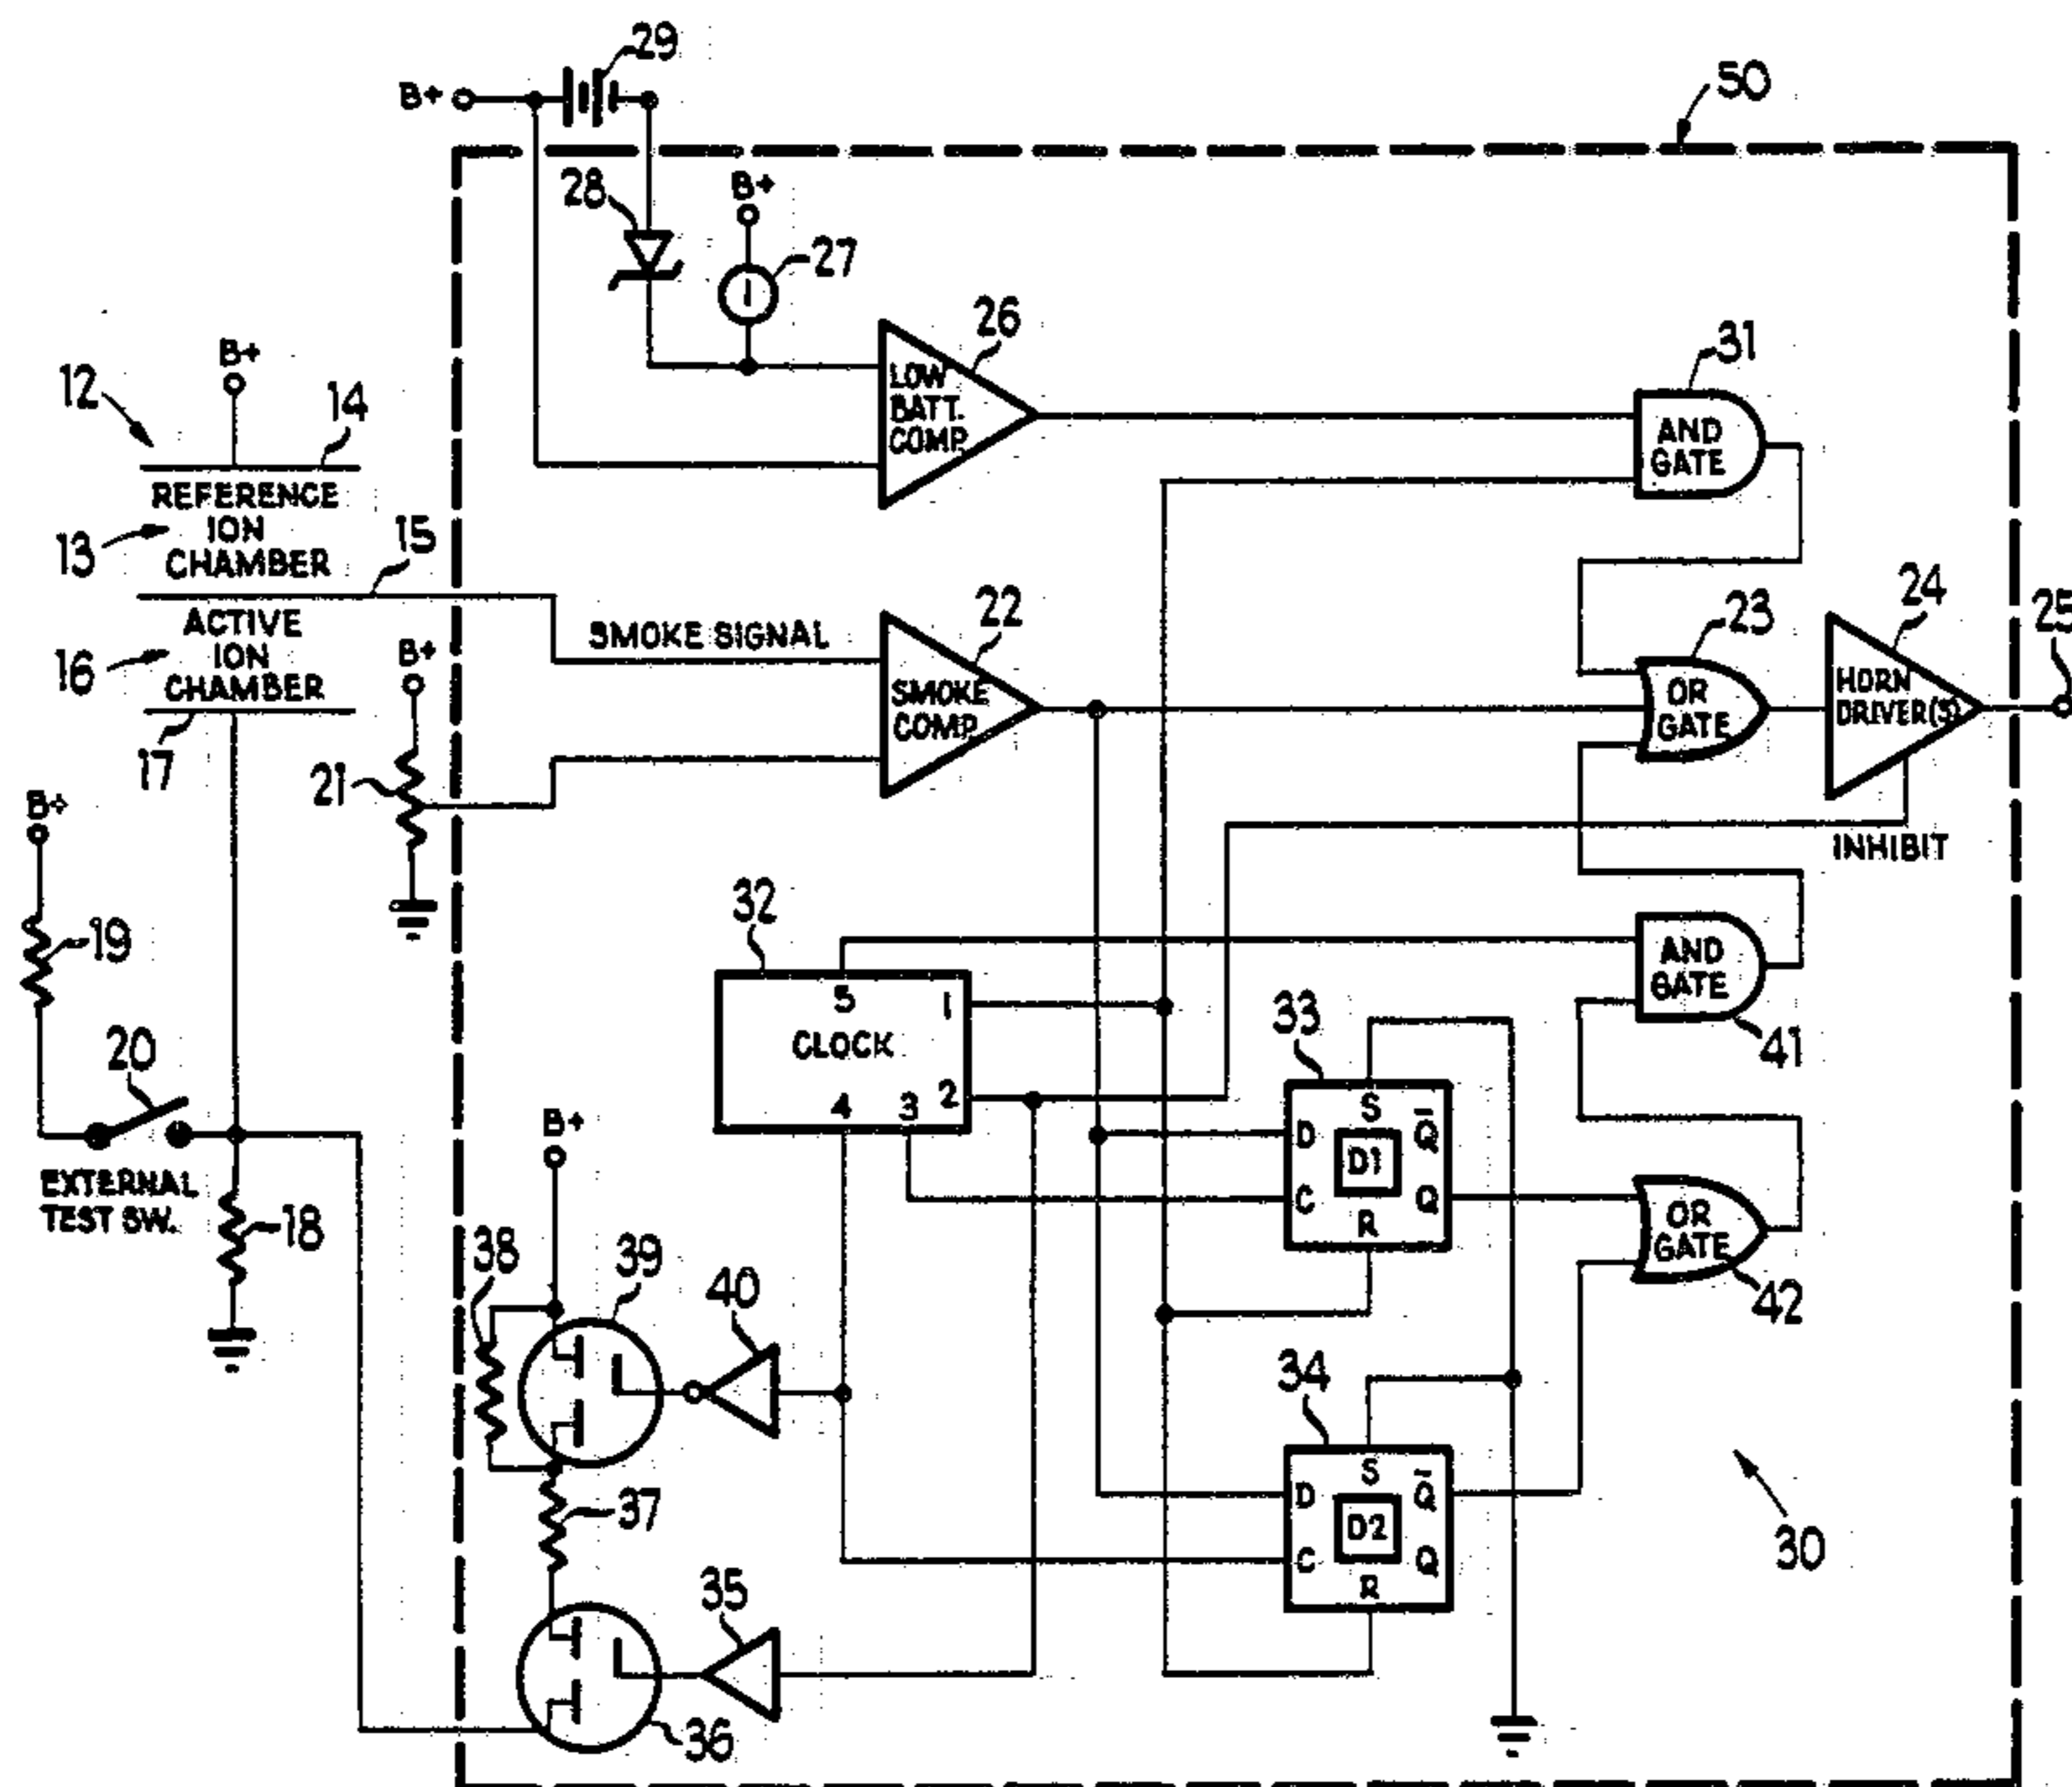 29
B+
50
28
B+
27
26
31
LOW
BATT.
COMP.
AND
GATE
B+
12
14
REFERENCE
ION
CHAMBER
13
15
ACTIVE
ION
CHAMBER
16
17
SMOKE SIGNAL
22
SMOKE
COMP.
23
OR
GATE
24
HORN
DRIVER(S)
25
INHIBIT
B+
21
B+
19
20
EXTERNAL
TEST SW.
18
32
5
1
CLOCK
4
3
2
AND
GATE
41
33
S
D
Q̅
D1
C
Q
R
OR
GATE
42
B+
38
39
40
37
35
36
34
S
D
Q̅
D2
C
Q
R
30